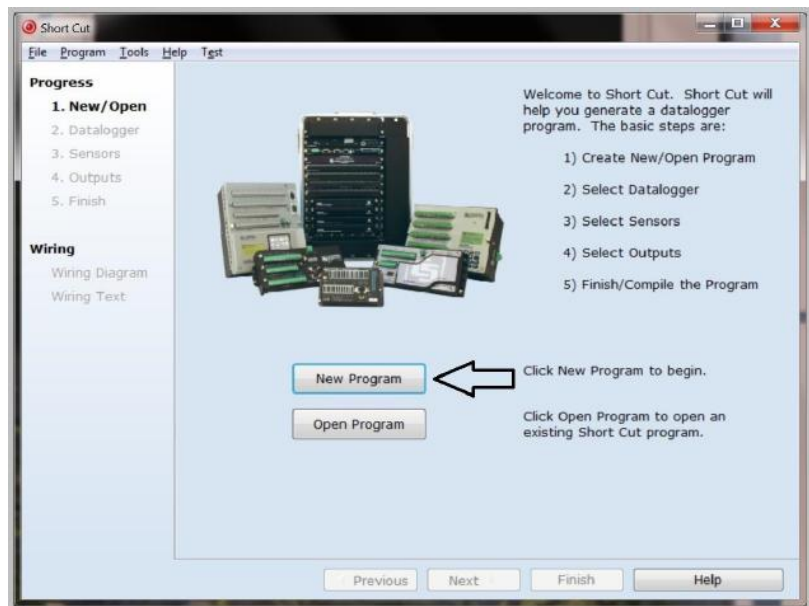 Short Cut
File Program Tools Help Test
Progress
1. New/Open
2. Datalogger
3. Sensors
4. Outputs
5. Finish
Wiring
Wiring Diagram
Wiring Text
Welcome to Short Cut. Short Cut will
help you generate a datalogger
program. The basic steps are:
1) Create New/Open Program
2) Select Datalogger
3) Select Sensors
4) Select Outputs
5) Finish/Compile the Program
New Program
Click New Program to begin.
Open Program
Click Open Program to open an
existing Short Cut program.
Previous Next Finish Help